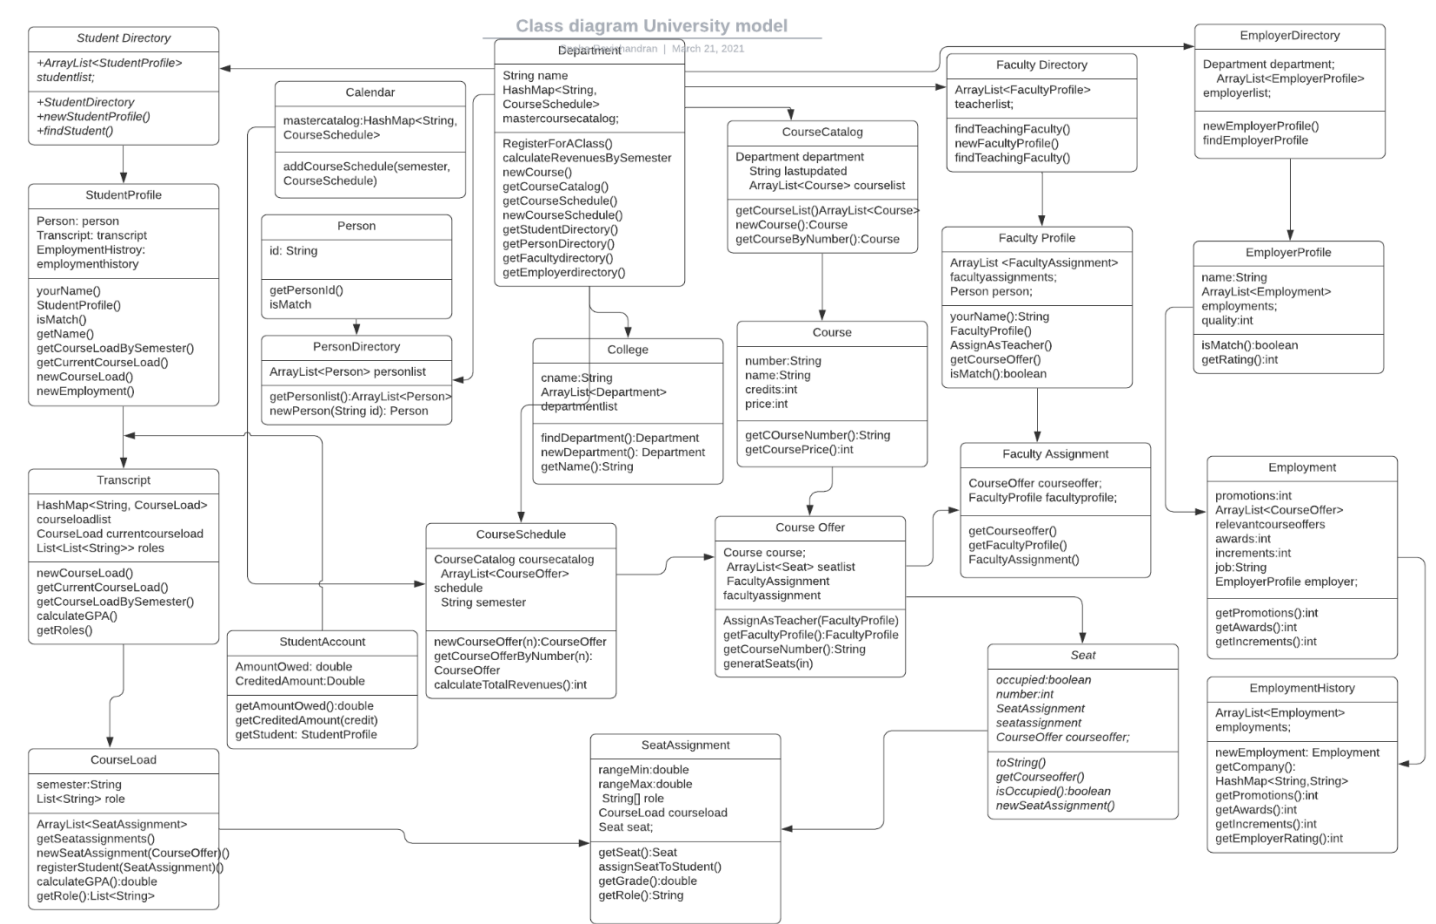 Class diagram University model
March 21, 2021
Student Directory
+ArrayList<StudentProfile>
studentlist;
+StudentDirectory
+newStudentProfile()
+findStudent()
StudentProfile
Person: person
Transcript: transcript
EmploymentHistroy:
employmenthistory
yourName()
StudentProfile()
isMatch()
getName()
getCourseLoadBySemester()
getCurrentCourseLoad()
newCourseLoad()
newEmployment()
Transcript
HashMap<String, CourseLoad>
courseloadlist
CourseLoad currentcourseload
List<List<String>> roles
newCourseLoad()
getCurrentCourseLoad()
getCourseLoadBySemester()
calculateGPA()
getRoles()
CourseLoad
semester:String
List<String> role
ArrayList<SeatAssignment>
getSeatassignments()
newSeatAssignment(CourseOffer)()
registerStudent(SeatAssignment)()
calculateGPA():double
getRole():List<String>
Calendar
mastercatalog:HashMap<String,
CourseSchedule>
addCourseSchedule(semester,
CourseSchedule)
Person
id: String
getPersonId()
isMatch
PersonDirectory
ArrayList<Person> personlist
getPersonlist():ArrayList<Person>
newPerson(String id): Person
StudentAccount
AmountOwed: double
CreditedAmount:Double
getAmountOwed():double
getCreditedAmount(credit)
getStudent: StudentProfile
Department
String name
HashMap<String,
CourseSchedule>
mastercoursecatalog;
RegisterForAClass()
calculateRevenuesBySemester
newCourse()
getCourseCatalog()
getCourseSchedule()
newCourseSchedule()
getStudentDirectory()
getPersonDirectory()
getFacultydirectory()
getEmployerdirectory()
College
cname:String
ArrayList<Department>
departmentlist
findDepartment():Department
newDepartment(): Department
getName():String
CourseSchedule
CourseCatalog coursecatalog
ArrayList<CourseOffer>
schedule
String semester
newCourseOffer(n):CourseOffer
getCourseOfferByNumber(n):
CourseOffer
calculateTotalRevenues():int
SeatAssignment
rangeMin:double
rangeMax:double
String[] role
CourseLoad courseload
Seat seat;
getSeat():Seat
assignSeatToStudent()
getGrade():double
getRole():String
CourseCatalog
Department department
String lastupdated
ArrayList<Course> courselist
getCourseList()ArrayList<Course>
newCourse():Course
getCourseByNumber():Course
Course
number:String
name:String
credits:int
price:int
getCOurseNumber():String
getCoursePrice():int
Course Offer
Course course;
ArrayList<Seat> seatlist
FacultyAssignment
facultyassignment
AssignAsTeacher(FacultyProfile)
getFacultyProfile():FacultyProfile
getCourseNumber():String
generatSeats(in)
Faculty Directory
ArrayList<FacultyProfile>
teacherlist;
findTeachingFaculty()
newFacultyProfile()
findTeachingFaculty()
Faculty Profile
ArrayList <FacultyAssignment>
facultyassignments;
Person person;
yourName():String
FacultyProfile()
AssignAsTeacher()
getCourseOffer()
isMatch():boolean
Faculty Assignment
CourseOffer courseoffer;
FacultyProfile facultyprofile;
getCourseoffer()
getFacultyProfile()
FacultyAssignment()
Seat
occupied:boolean
number:int
SeatAssignment
seatassignment
CourseOffer courseoffer;
toString()
getCourseoffer()
isOccupied():boolean
newSeatAssignment()
EmployerDirectory
Department department;
ArrayList<EmployerProfile>
employerlist;
newEmployerProfile()
findEmployerProfile
EmployerProfile
name:String
ArrayList<Employment>
employments;
quality:int
isMatch():boolean
getRating():int
Employment
promotions:int
ArrayList<CourseOffer>
relevantcourseoffers
awards:int
increments:int
job:String
EmployerProfile employer;
getPromotions():int
getAwards():int
getIncrements():int
EmploymentHistory
ArrayList<Employment>
employments;
newEmployment: Employment
getCompany():
HashMap<String,String>
getPromotions():int
getAwards():int
getIncrements():int
getEmployerRating():int